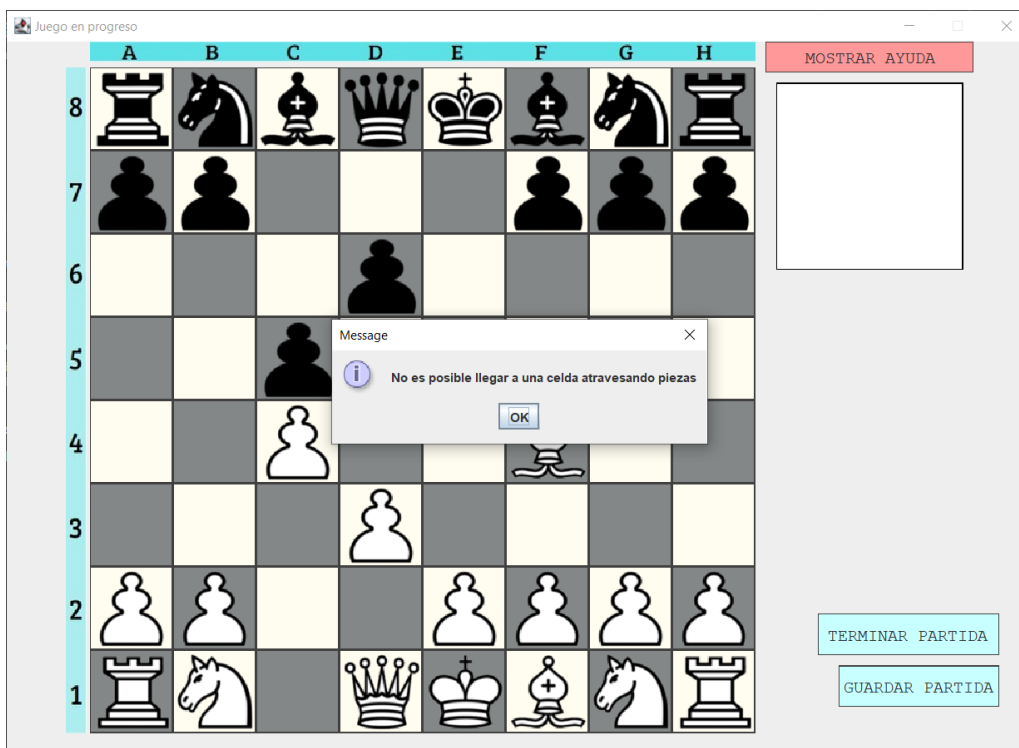 Juego en progreso
A B C D E F G H
MOSTRAR AYUDA
8
7
6
5
4
3
2
1
Message
No es posible llegar a una celda atravesando piezas
OK
TERMINAR PARTIDA
GUARDAR PARTIDA